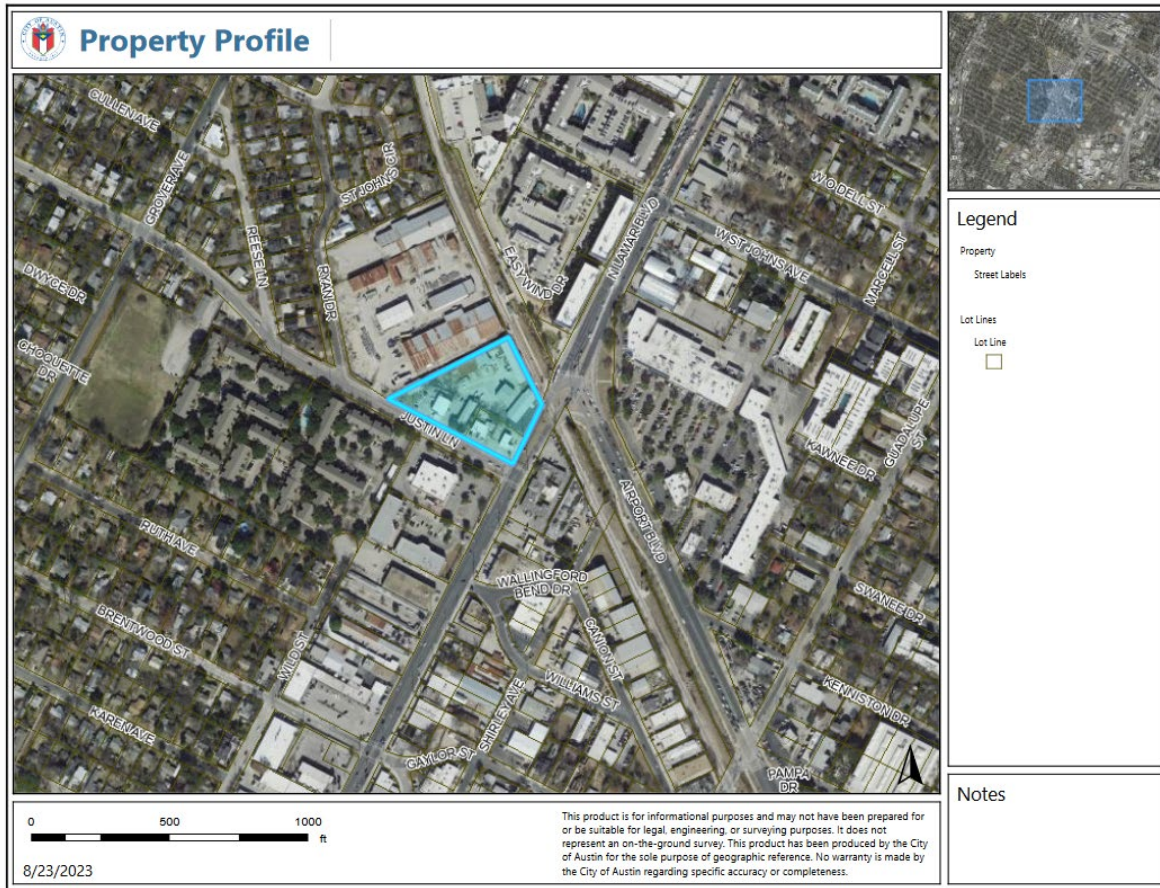 Property Profile
CULLEN AVE
GROVER AVE
ST JOHNS CIR
REESE LN
RYAN DR
DWYCE DR
CHOQUETTE
DR
EASY WIND DR
N LAMAR BLVD
W O DELL ST
W ST JOHNS AVE
MARCELL ST
JUSTIN LN
GUADALUPE
ST
KAWNEE DR
AIRPORT BLVD
RUTH AVE
BRENTWOOD ST
WILD ST
KAREN AVE
WALLINGFORD
BEND DR
CANION ST
WILLIAMS ST
SHIRLEY AVE
GAYLOR ST
SWANEE DR
KENNISTON DR
PAMPA
DR
Legend
Property
Street Labels
Lot Lines
Lot Line
Notes
0 500 1000
ft
8/23/2023
This product is for informational purposes and may not have been prepared for
or be suitable for legal, engineering, or surveying purposes. It does not
represent an on-the-ground survey. This product has been produced by the City
of Austin for the sole purpose of geographic reference. No warranty is made by
the City of Austin regarding specific accuracy or completeness.